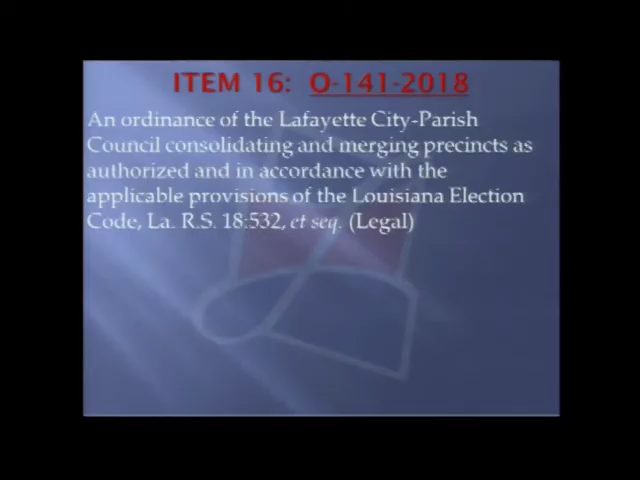 ITEM 16: O-141-2018
An ordinance of the Lafayette City-Parish
Council consolidating and merging precincts as
authorized and in accordance with the
applicable provisions of the Louisiana Election
Code, La. R.S. 18:532, et seq. (Legal)